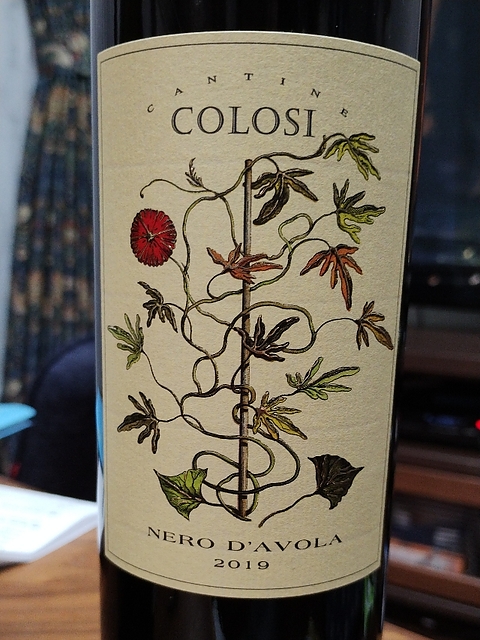 CANTINE
COLOSI
NERO D'AVOLA
2019